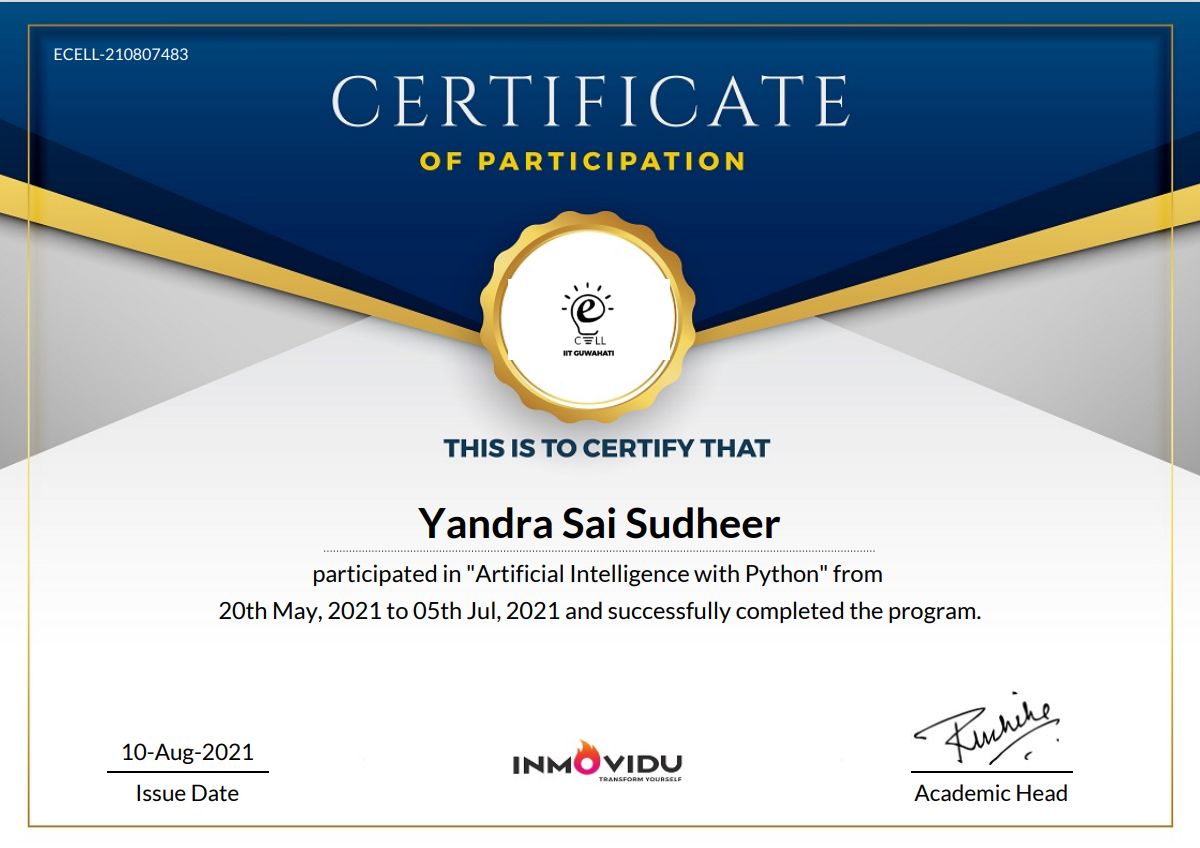 ECELL-210807483
CERTIFICATE
OF PARTICIPATION
e
CELL
IIT GUWAHATI
THIS IS TO CERTIFY THAT
Yandra Sai Sudheer
participated in "Artificial Intelligence with Python" from
20th May, 2021 to 05th Jul, 2021 and successfully completed the program.
10-Aug-2021
Issue Date
INMOVIDU
TRANSFORM YOURSELF
Ruchika
Academic Head